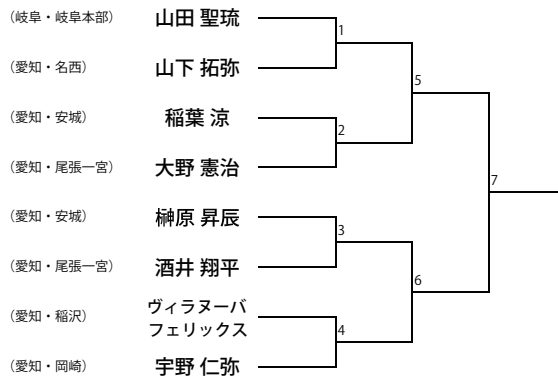 （岐阜・岐阜本部） 山田 聖琉
1
（愛知・名西） 山下 拓弥
5
（愛知・安城） 稲葉 涼
2
（愛知・尾張一宮） 大野 憲治
7
（愛知・安城） 榊原 昇辰
3
（愛知・尾張一宮） 酒井 翔平
6
（愛知・稲沢） ヴィラヌーバ
フェリックス
4
（愛知・岡崎） 宇野 仁弥